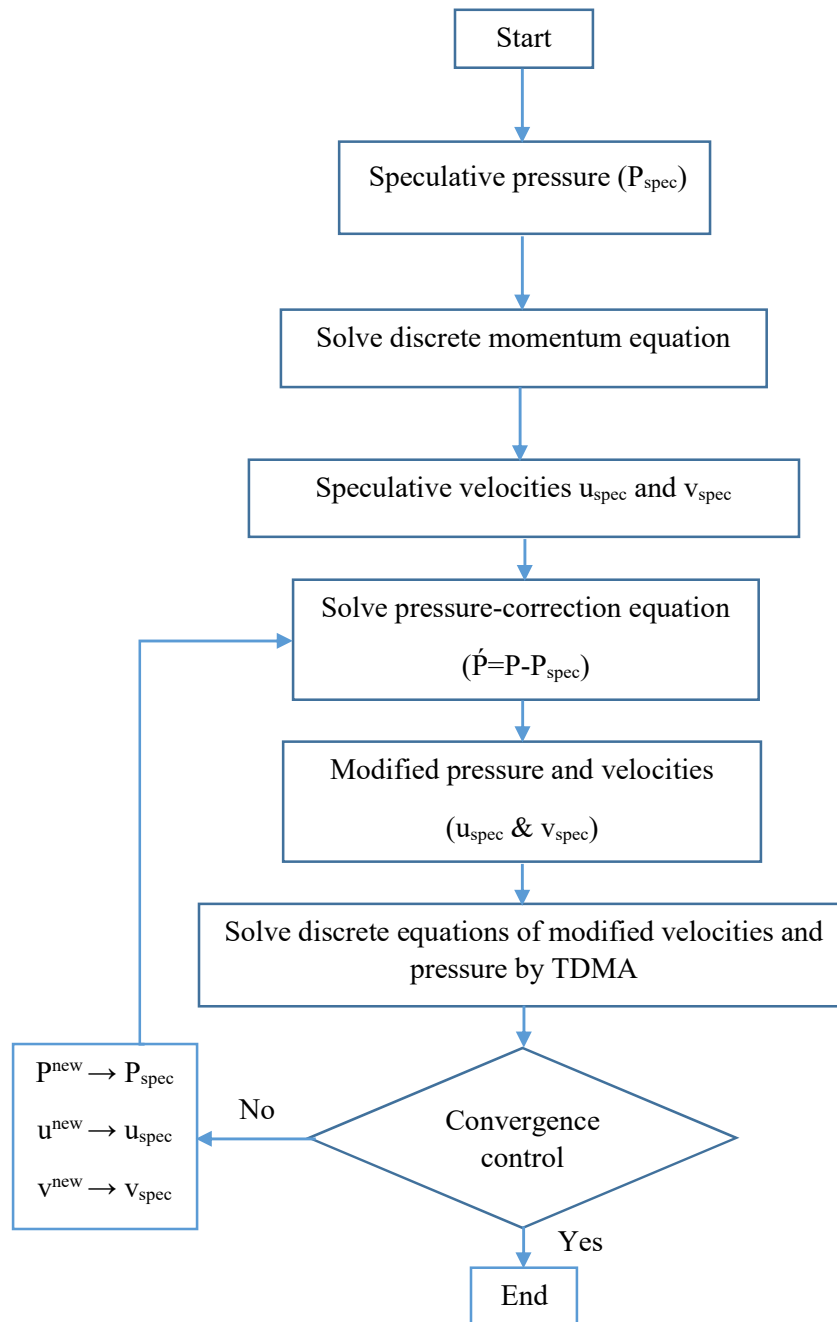 Start
Speculative pressure (Pspec)
Solve discrete momentum equation
Speculative velocities uspec and vspec
Solve pressure-correction equation
(Ṕ=P-Pspec)
Modified pressure and velocities
(uspec & vspec)
Solve discrete equations of modified velocities and
pressure by TDMA
Pnew → Pspec
unew → uspec
vnew → vspec
No
Convergence
control
Yes
End